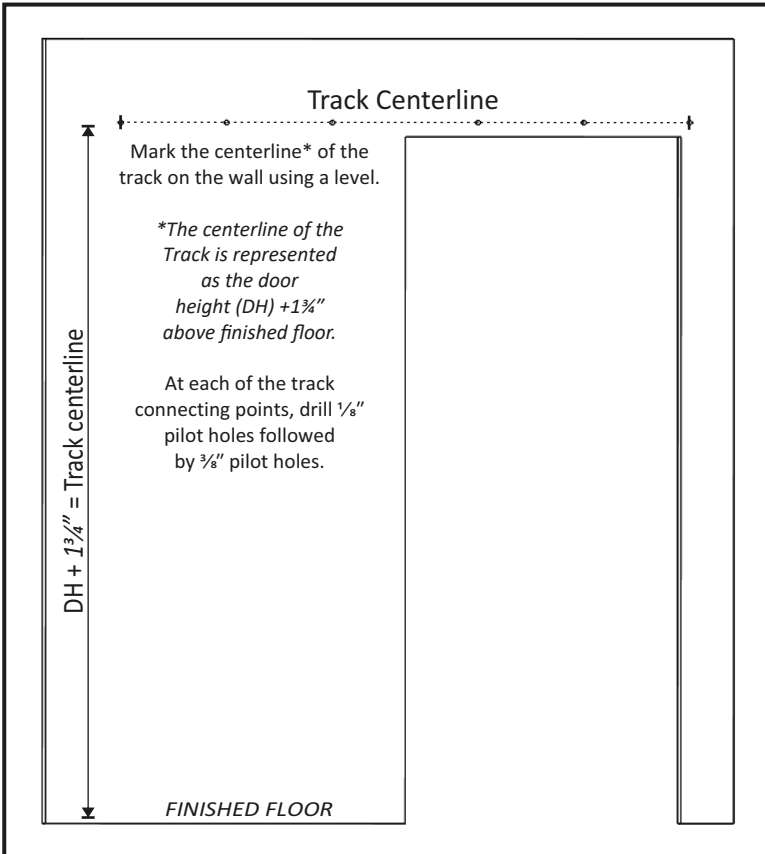 Track Centerline
Mark the centerline* of the
track on the wall using a level.
*The centerline of the
Track is represented
as the door
height (DH) +1¾"
above finished floor.
At each of the track
connecting points, drill ⅛"
pilot holes followed
by ⅜" pilot holes.
DH + 1¾" = Track centerline
FINISHED FLOOR